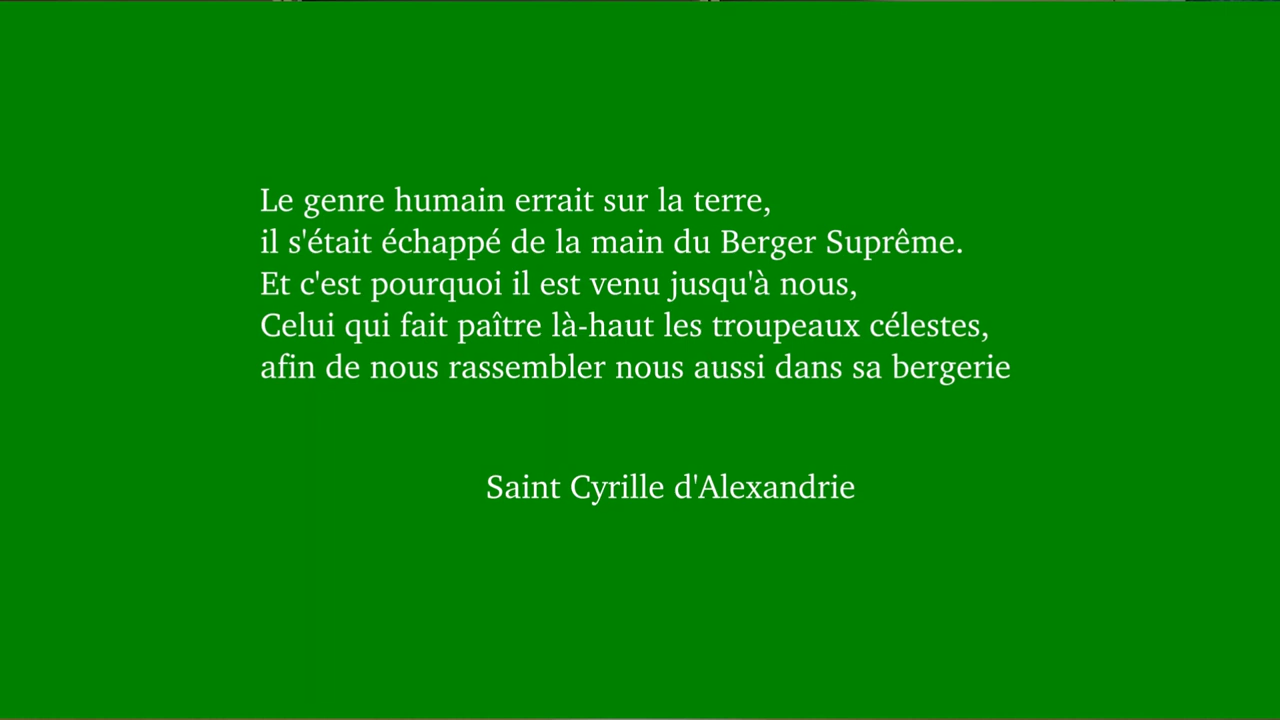 Le genre humain errait sur la terre,
il s'était échappé de la main du Berger Suprême.
Et c'est pourquoi il est venu jusqu'à nous,
Celui qui fait paître là-haut les troupeaux célestes,
afin de nous rassembler nous aussi dans sa bergerie
Saint Cyrille d'Alexandrie